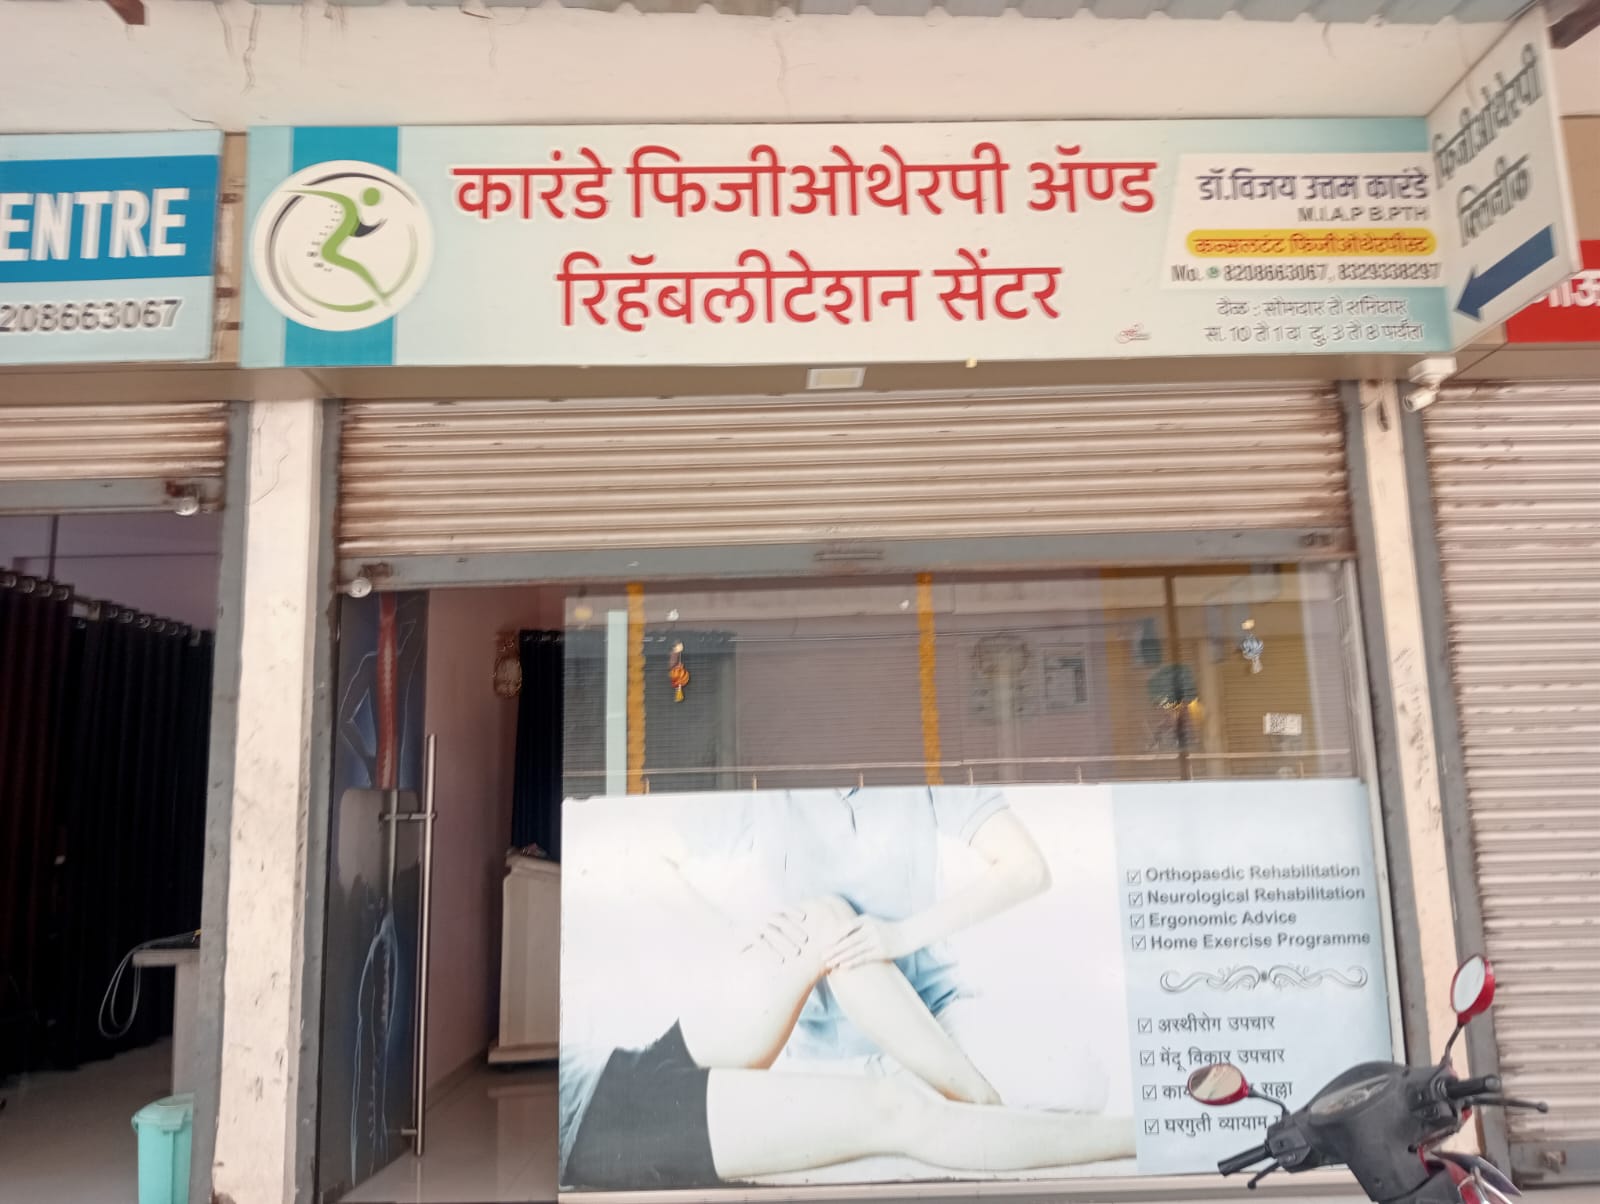 ENTRE
208663067
कारंडे फिजीओथेरपी ॲण्ड
रिहॅबलीटेशन सेंटर
डॉ.विजय उत्तम कारंडे
M.I.A.P B.PTH
कन्सलटंट फिजीओथेरपीस्ट
Mo. 8208663067, 8329338297
वेळ : सोमवार ते शनिवार
सा. 10 ते 1 वा दु. 3 ते 8 पर्यंत
फिजीओथेरपी
क्लिनीक
Orthopaedic Rehabilitation
Neurological Rehabilitation
Ergonomic Advice
Home Exercise Programme
अस्थीरोग उपचार
मेंदू विकार उपचार
सल्ला
घरगुती व्यायाम